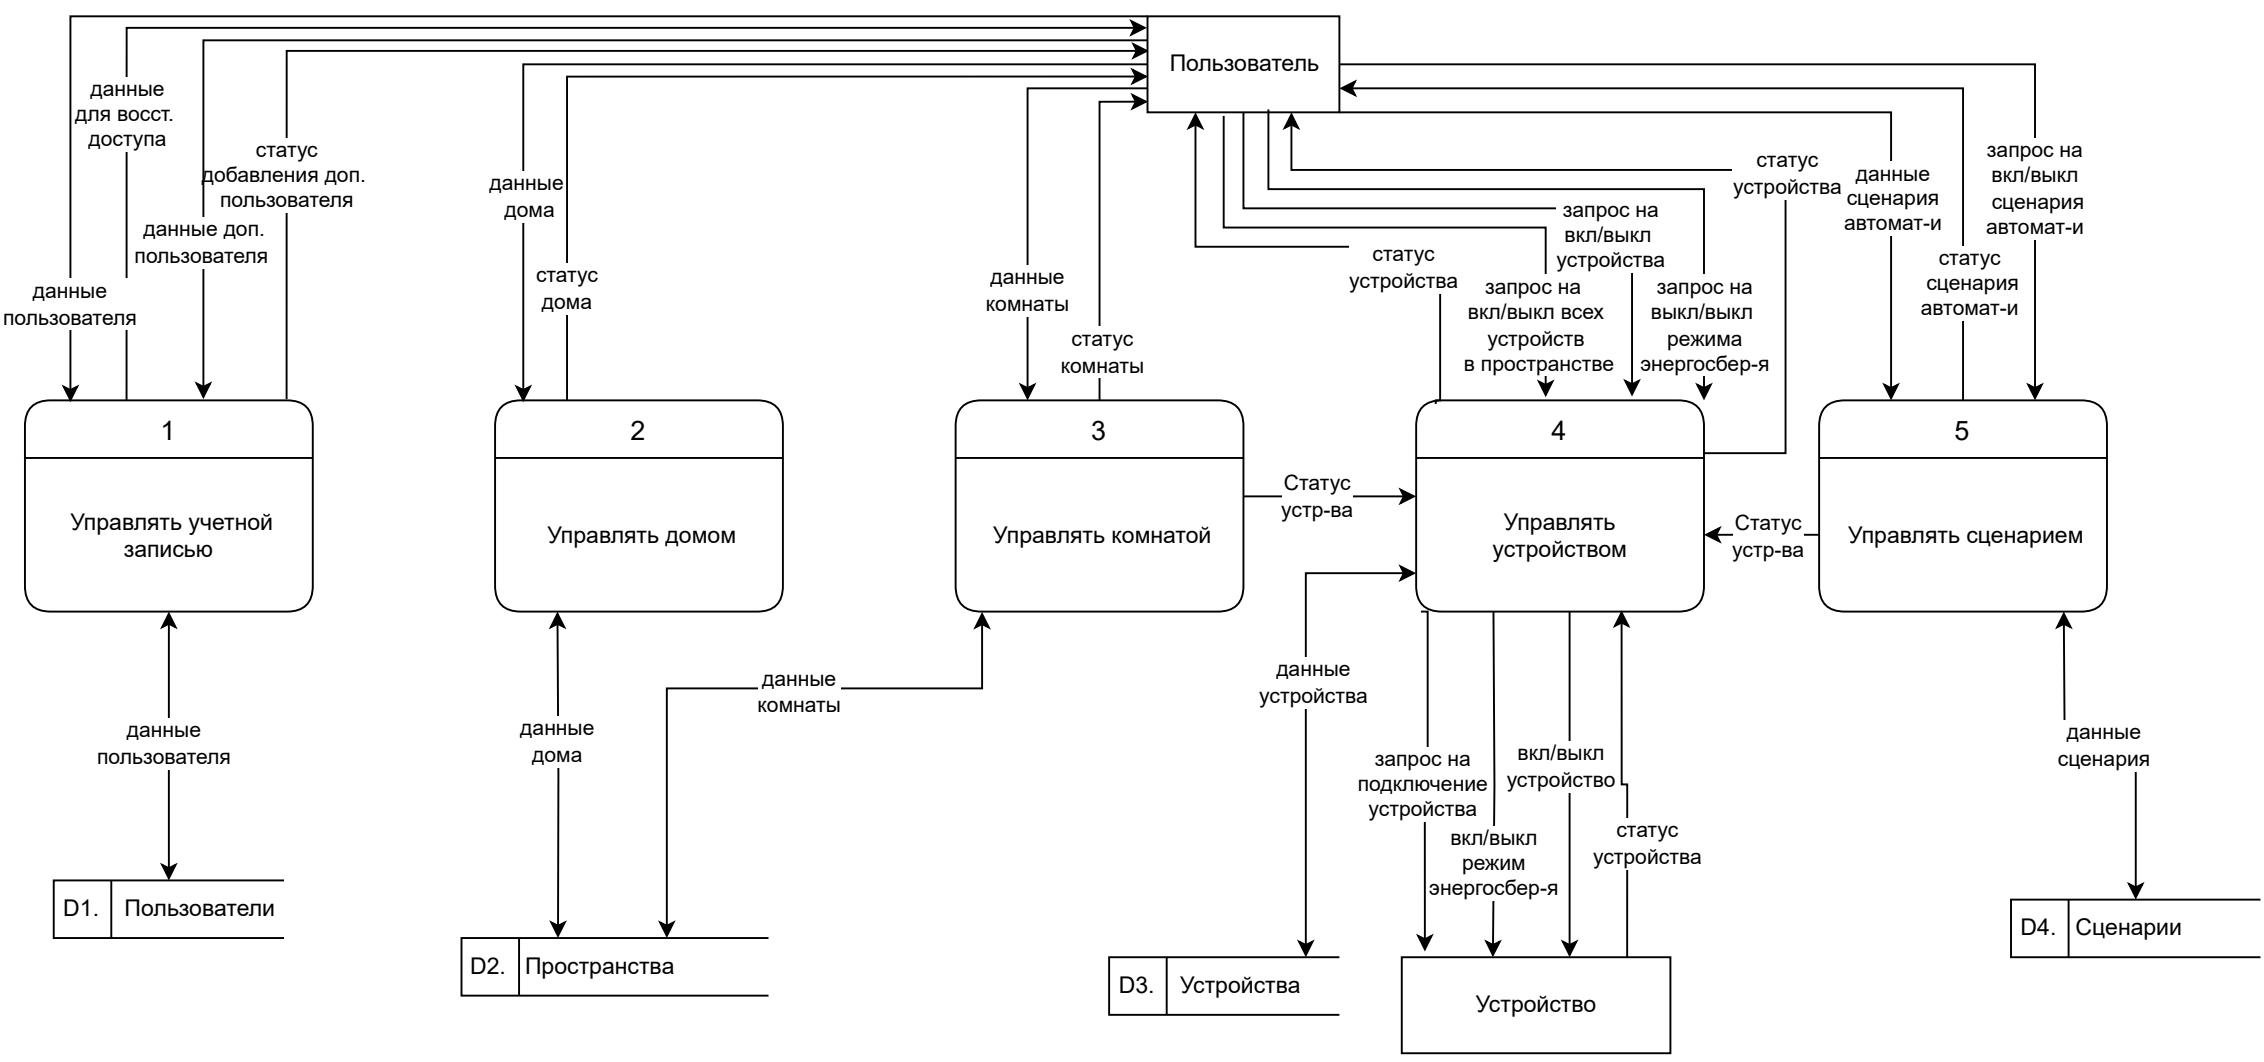 Пользователь
данные
для восст.
доступа
статус
добавления доп.
пользователя
данные доп.
пользователя
данные
пользователя
данные
дома
статус
дома
данные
комнаты
статус
комнаты
статус
устройства
запрос на
вкл/выкл
устройства
запрос на
вкл/выкл всех
устройств
в пространстве
запрос на
выкл/выкл
режима
энергосбер-я
статус
устройства
данные
сценария
автомат-и
запрос на
вкл/выкл
сценария
автомат-и
статус
сценария
автомат-и
1
Управлять учетной
записью
2
Управлять домом
3
Управлять комнатой
Статус
устр-ва
4
Управлять
устройством
Статус
устр-ва
5
Управлять сценарием
данные
пользователя
данные
дома
данные
комнаты
данные
устройства
запрос на
подключение
устройства
вкл/выкл
режим
энергосбер-я
вкл/выкл
устройство
статус
устройства
данные
сценария
D1.
Пользователи
D2.
Пространства
D3.
Устройства
Устройство
D4.
Сценарии